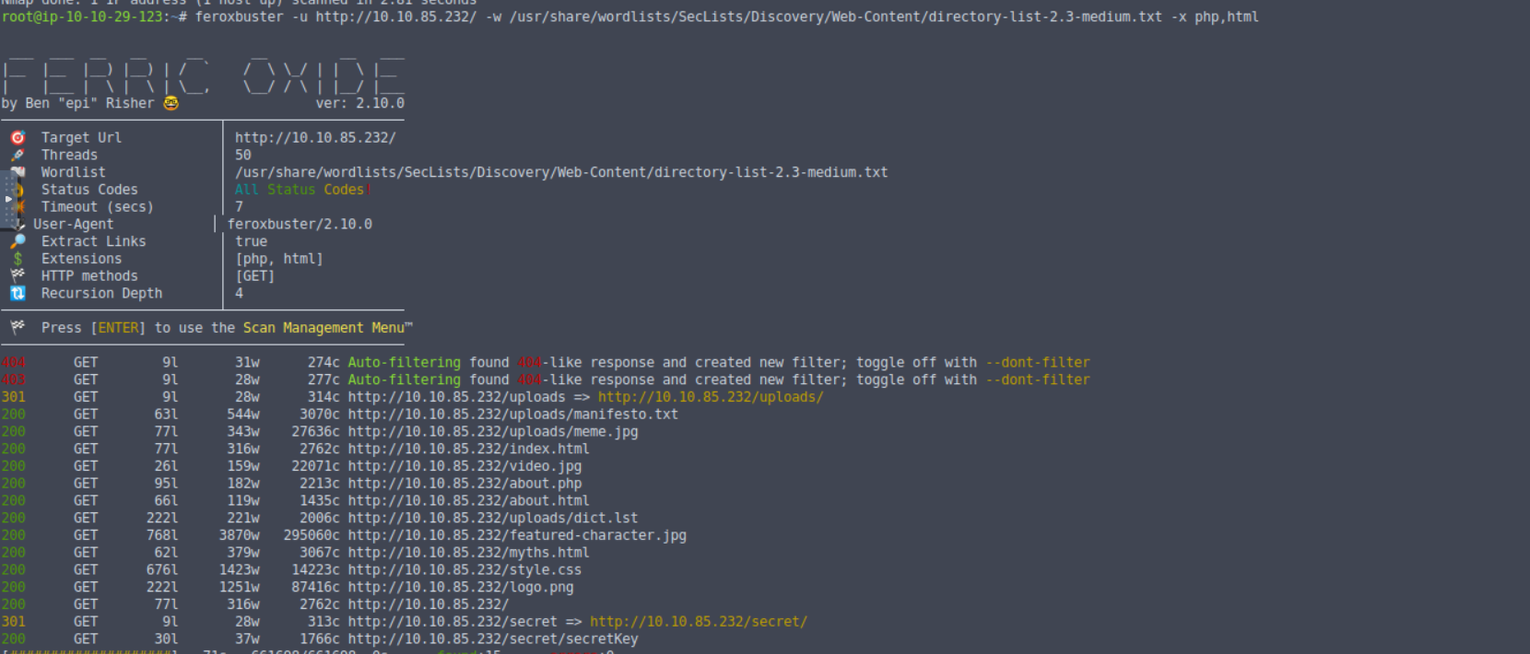 Nmap done: 1 IP address (1 host up) scanned in 2.81 seconds
root@ip-10-10-29-123:~# feroxbuster -u http://10.10.85.232/ -w /usr/share/wordlists/SecLists/Discovery/Web-Content/directory-list-2.3-medium.txt -x php,html
FERRIC OXIDE
by Ben "epi" Risher 🤓 ver: 2.10.0
🎯 Target Url │ http://10.10.85.232/
🚀 Threads │ 50
Wordlist │ /usr/share/wordlists/SecLists/Discovery/Web-Content/directory-list-2.3-medium.txt
Status Codes │ All Status Codes!
Timeout (secs) │ 7
User-Agent │ feroxbuster/2.10.0
🔎 Extract Links │ true
💲 Extensions │ [php, html]
🏁 HTTP methods │ [GET]
🔃 Recursion Depth │ 4
🏁 Press [ENTER] to use the Scan Management Menu™
404 GET 9l 31w 274c Auto-filtering found 404-like response and created new filter; toggle off with --dont-filter
403 GET 9l 28w 277c Auto-filtering found 404-like response and created new filter; toggle off with --dont-filter
301 GET 9l 28w 314c http://10.10.85.232/uploads => http://10.10.85.232/uploads/
200 GET 63l 544w 3070c http://10.10.85.232/uploads/manifesto.txt
200 GET 77l 343w 27636c http://10.10.85.232/uploads/meme.jpg
200 GET 77l 316w 2762c http://10.10.85.232/index.html
200 GET 26l 159w 22071c http://10.10.85.232/video.jpg
200 GET 95l 182w 2213c http://10.10.85.232/about.php
200 GET 66l 119w 1435c http://10.10.85.232/about.html
200 GET 222l 221w 2006c http://10.10.85.232/uploads/dict.lst
200 GET 768l 3870w 295060c http://10.10.85.232/featured-character.jpg
200 GET 62l 379w 3067c http://10.10.85.232/myths.html
200 GET 676l 1423w 14223c http://10.10.85.232/style.css
200 GET 222l 1251w 87416c http://10.10.85.232/logo.png
200 GET 77l 316w 2762c http://10.10.85.232/
301 GET 9l 28w 313c http://10.10.85.232/secret => http://10.10.85.232/secret/
200 GET 30l 37w 1766c http://10.10.85.232/secret/secretKey